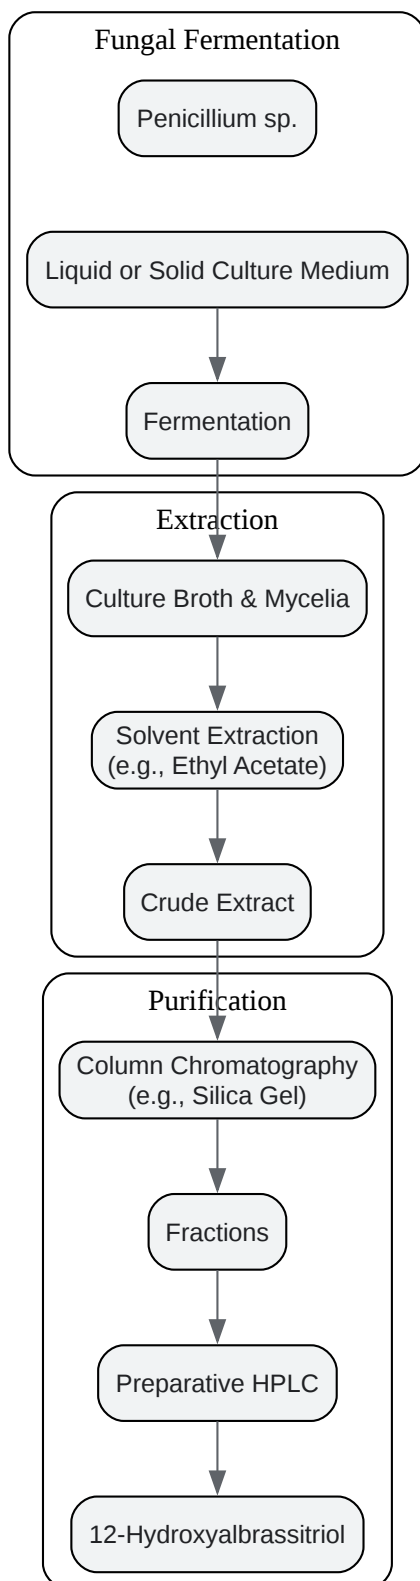 Fungal Fermentation
Penicillium sp.
Liquid or Solid Culture Medium
Fermentation
Extraction
Culture Broth & Mycelia
Solvent Extraction
(e.g., Ethyl Acetate)
Crude Extract
Purification
Column Chromatography
(e.g., Silica Gel)
Fractions
Preparative HPLC
12-Hydroxyalbrassitriol